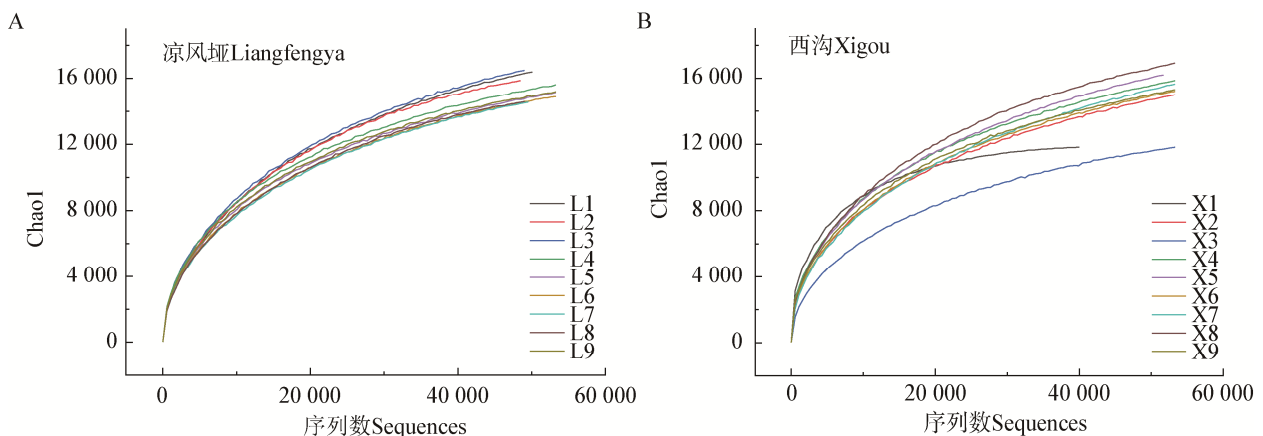 A
凉风垭Liangfengya
16 000
12 000
8 000
4 000
0
Chao1
L1
L2
L3
L4
L5
L6
L7
L8
L9
0
20 000
40 000
60 000
序列数Sequences
B
西沟Xigou
16 000
12 000
8 000
4 000
0
Chao1
X1
X2
X3
X4
X5
X6
X7
X8
X9
0
20 000
40 000
60 000
序列数Sequences